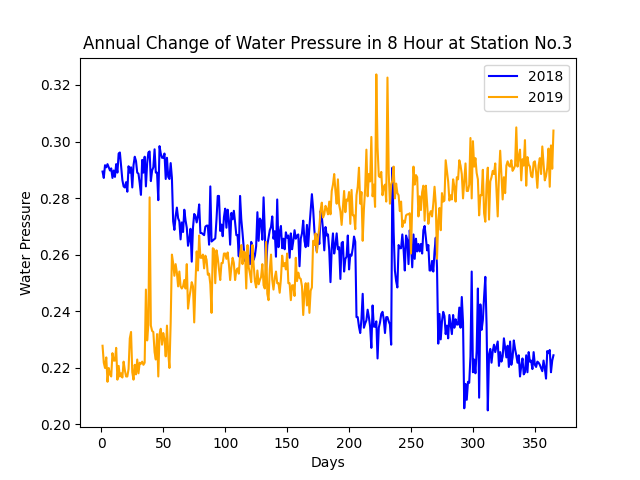 Annual Change of Water Pressure in 8 Hour at Station No.3
2018
2019
0.32
0.30
0.28
0.26
0.24
0.22
0.20
Water Pressure
0 50 100 150 200 250 300 350
Days